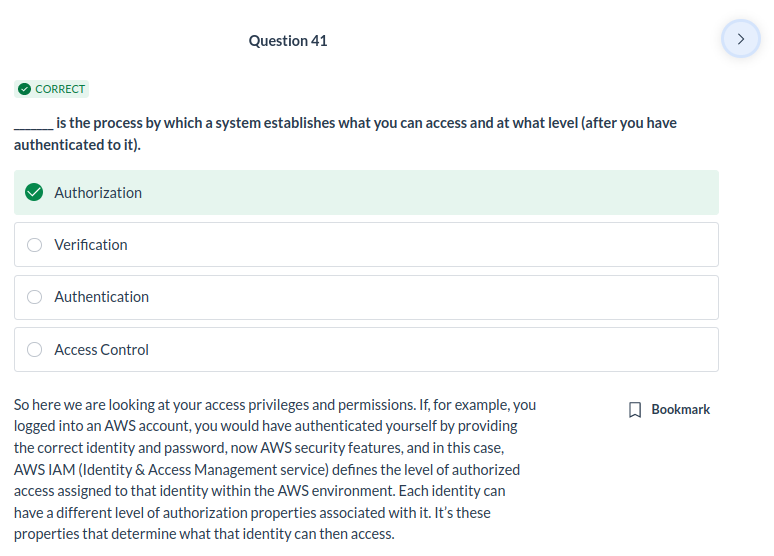 Question 41
CORRECT
_____ is the process by which a system establishes what you can access and at what level (after you have
authenticated to it).
Authorization
Verification
Authentication
Access Control
So here we are looking at your access privileges and permissions. If, for example, you
logged into an AWS account, you would have authenticated yourself by providing
the correct identity and password, now AWS security features, and in this case,
AWS IAM (Identity & Access Management service) defines the level of authorized
access assigned to that identity within the AWS environment. Each identity can
have a different level of authorization properties associated with it. It's these
properties that determine what that identity can then access.
Bookmark